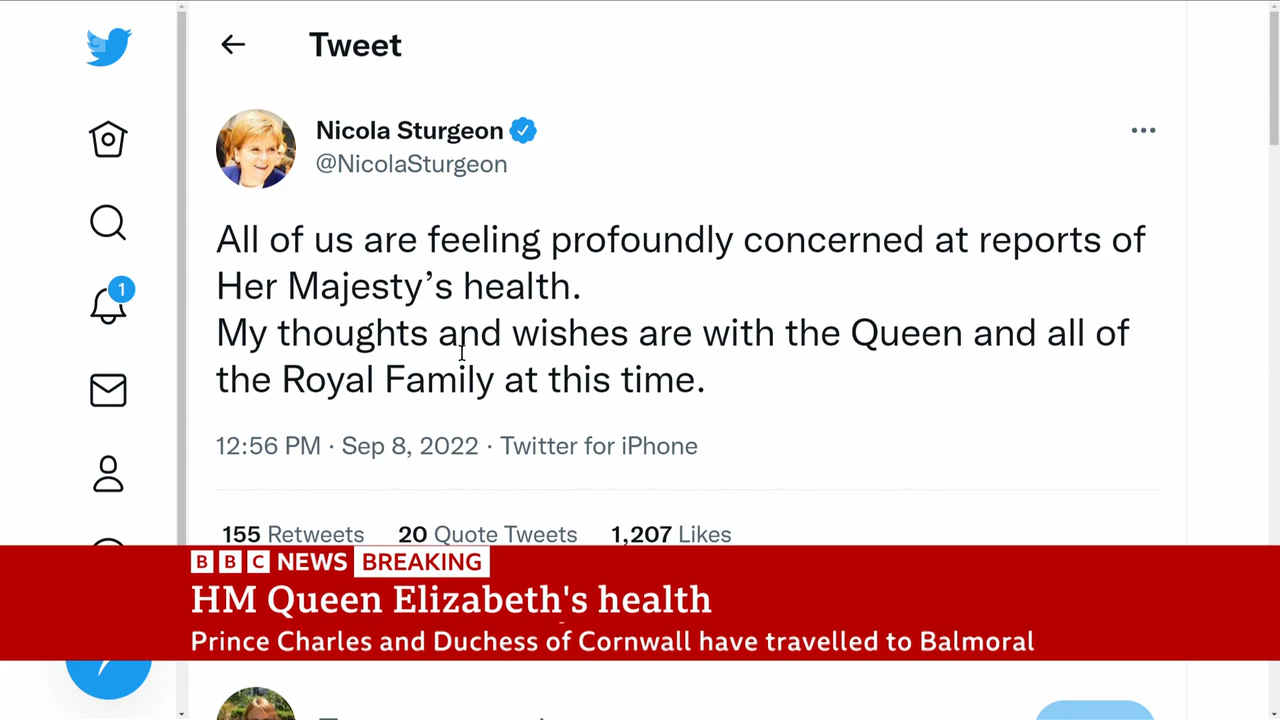 Tweet
Nicola Sturgeon
@NicolaSturgeon
All of us are feeling profoundly concerned at reports of
Her Majesty’s health.
1
My thoughts and wishes are with the Queen and all of
the Royal Family at this time.
12:56 PM · Sep 8, 2022 · Twitter for iPhone
155 Retweets 20 Quote Tweets 1,207 Likes
BBC NEWS BREAKING
HM Queen Elizabeth's health
Prince Charles and Duchess of Cornwall have travelled to Balmoral